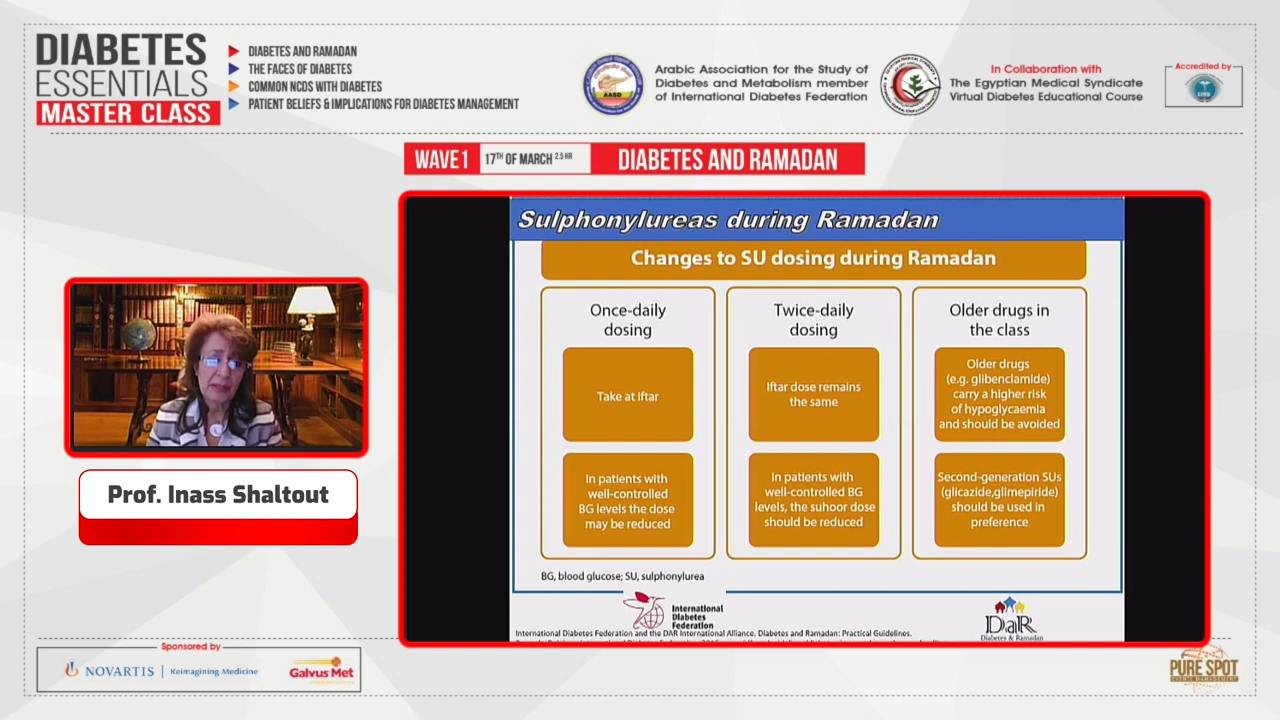 DIABETES
ESSENTIALS
MASTER CLASS
DIABETES AND RAMADAN
THE FACES OF DIABETES
COMMON NCDS WITH DIABETES
PATIENT BELIEFS & IMPLICATIONS FOR DIABETES MANAGEMENT
AASD
Arabic Association for the Study of
Diabetes and Metabolism member
of International Diabetes Federation
In Collaboration with
The Egyptian Medical Syndicate
Virtual Diabetes Educational Course
Accredited by
WAVE1
17TH OF MARCH 2.5 HR
DIABETES AND RAMADAN
Sulphonylureas during Ramadan
Changes to SU dosing during Ramadan
Once-daily
dosing
Take at iftar
In patients with
well-controlled
BG levels the dose
may be reduced
Twice-daily
dosing
Iftar dose remains
the same
In patients with
well-controlled BG
levels, the suhoor dose
should be reduced
Older drugs in
the class
Older drugs
(e.g. glibenclamide)
carry a higher risk
of hypoglycaemia
and should be avoided
Second-generation SUs
(glicazide,glimepiride)
should be used in
preference
BG, blood glucose; SU, sulphonylurea
International
Diabetes
Federation
DaR
Diabetes & Ramadan
International Diabetes Federation and the DAR International Alliance. Diabetes and Ramadan: Practical Guidelines.
Prof. Inass Shaltout
Sponsored by
NOVARTIS | Reimagining Medicine
Galvus Met
PURE SPOT
EVENTS MANAGEMENT